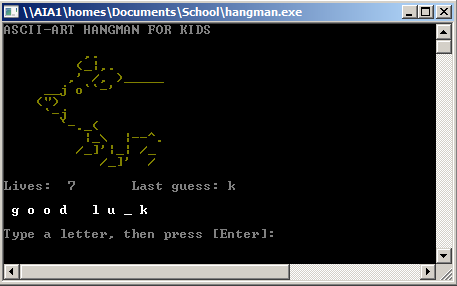 \\AIA1\homes\Documents\School\hangman.exe
ASCII-ART HANGMAN FOR KIDS
Lives: 7 Last guess: k
g o o d l u _ k
Type a letter, then press [Enter]: